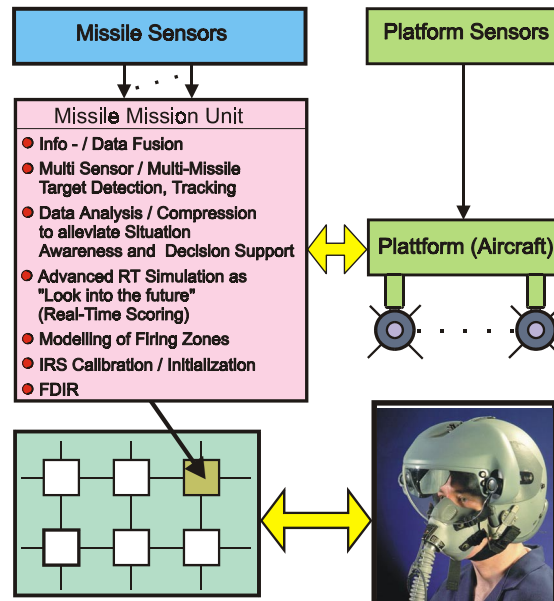 Missile Sensors
Platform Sensors
Missile Mission Unit
Info - / Data Fusion
Multi Sensor / Multi-Missile
Target Detection, Tracking
Data Analysis / Compression
to alleviate Situation
Awareness and Decision Support
Advanced RT Simulation as
"Look into the future"
(Real-Time Scoring)
Modelling of Firing Zones
IRS Calibration / Initialization
FDIR
Plattform (Aircraft)